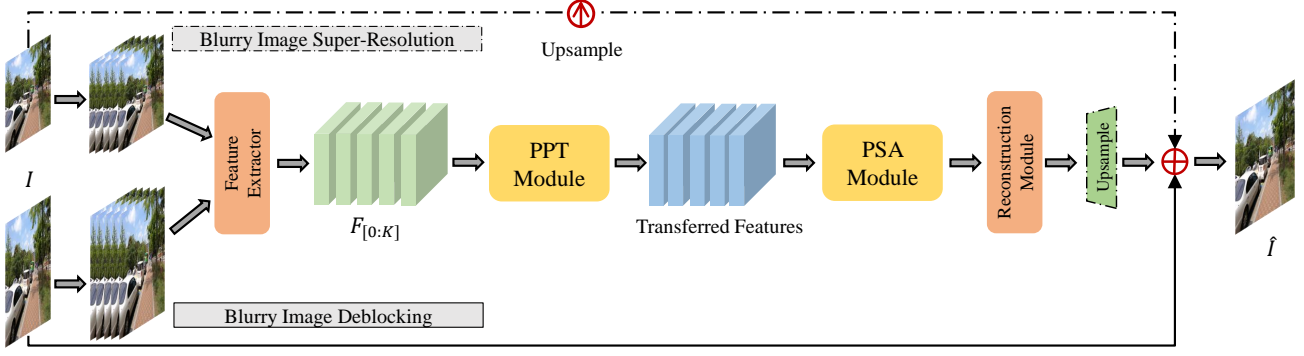 Blurry Image Super-Resolution
Upsample
I
Feature
Extractor
F[0:K]
PPT
Module
Transferred Features
PSA
Module
Reconstruction
Module
Upsample
Î
Blurry Image Deblocking